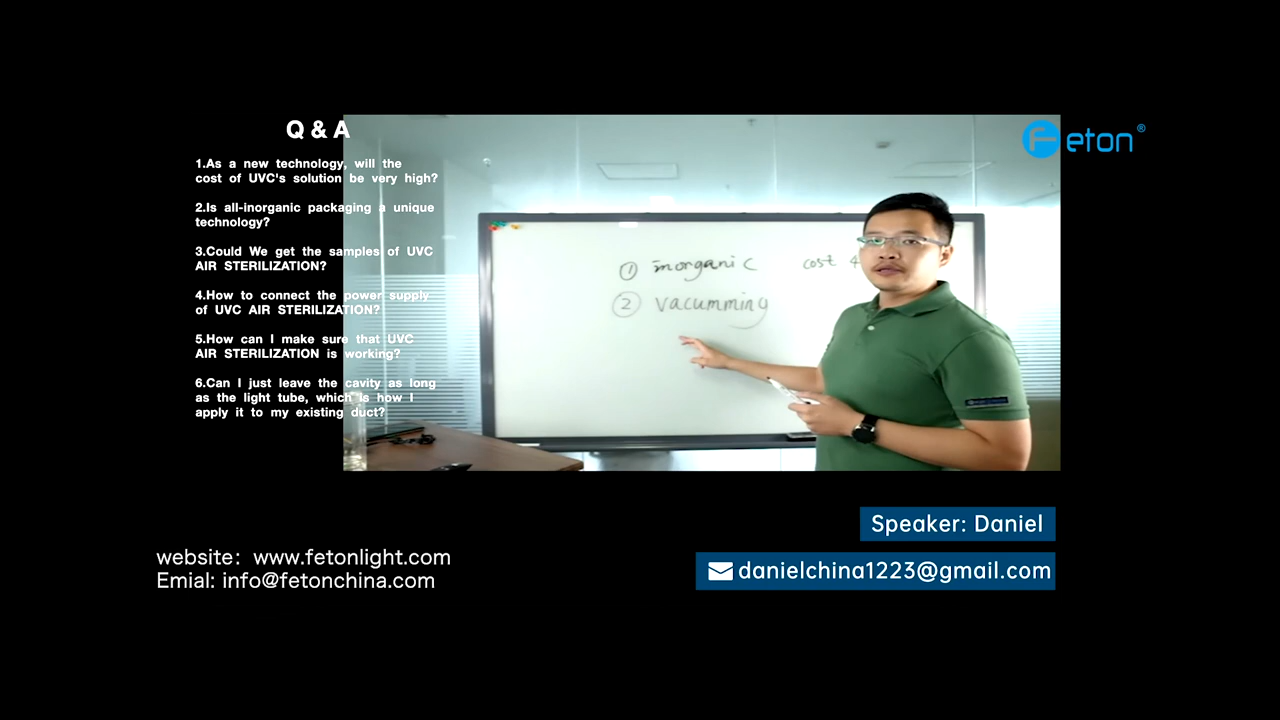 Q & A
1.As a new technology, will the
cost of UVC's solution be very high?
2.Is all-inorganic packaging a unique
technology?
3.Could We get the samples of UVC
AIR STERILIZATION?
4.How to connect the power supply
of UVC AIR STERILIZATION?
5.How can I make sure that UVC
AIR STERILIZATION is working?
6.Can I just leave the cavity as long
as the light tube, which is how I
apply it to my existing duct?
Feton®
① inorganic cost 4
② vacumming
Speaker: Daniel
danielchina1223@gmail.com
website: www.fetonlight.com
Emial: info@fetonchina.com